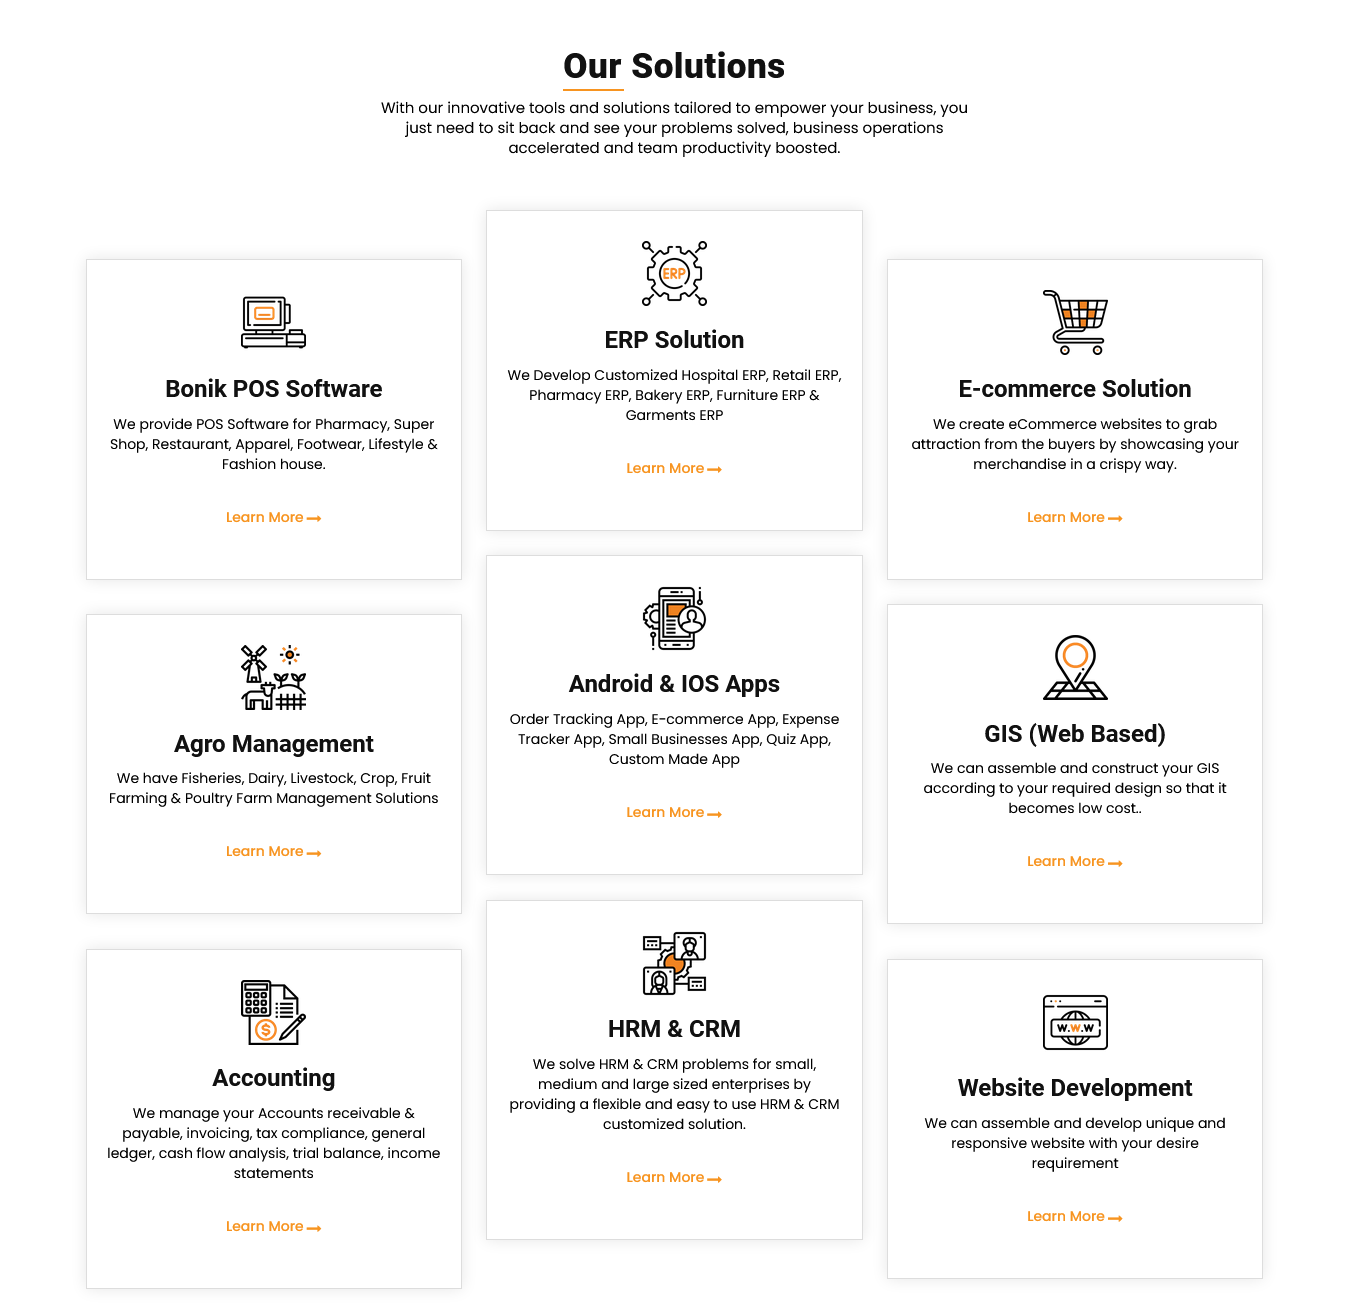 Our Solutions
With our innovative tools and solutions tailored to empower your business, you
just need to sit back and see your problems solved, business operations
accelerated and team productivity boosted.
Bonik POS Software
We provide POS Software for Pharmacy, Super
Shop, Restaurant, Apparel, Footwear, Lifestyle &
Fashion house.
Learn More
ERP
ERP Solution
We Develop Customized Hospital ERP, Retail ERP,
Pharmacy ERP, Bakery ERP, Furniture ERP &
Garments ERP
Learn More
E-commerce Solution
We create eCommerce websites to grab
attraction from the buyers by showcasing your
merchandise in a crispy way.
Learn More
Agro Management
We have Fisheries, Dairy, Livestock, Crop, Fruit
Farming & Poultry Farm Management Solutions
Learn More
Android & IOS Apps
Order Tracking App, E-commerce App, Expense
Tracker App, Small Businesses App, Quiz App,
Custom Made App
Learn More
GIS (Web Based)
We can assemble and construct your GIS
according to your required design so that it
becomes low cost..
Learn More
$
Accounting
We manage your Accounts receivable &
payable, invoicing, tax compliance, general
ledger, cash flow analysis, trial balance, income
statements
Learn More
HRM & CRM
We solve HRM & CRM problems for small,
medium and large sized enterprises by
providing a flexible and easy to use HRM & CRM
customized solution.
Learn More
W.W.W
Website Development
We can assemble and develop unique and
responsive website with your desire
requirement
Learn More